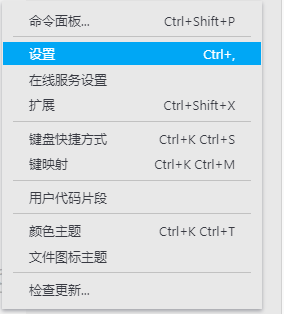 命令面板... Ctrl+Shift+P
设置 Ctrl+,
在线服务设置
扩展 Ctrl+Shift+X
键盘快捷方式 Ctrl+K Ctrl+S
键映射 Ctrl+K Ctrl+M
用户代码片段
颜色主题 Ctrl+K Ctrl+T
文件图标主题
检查更新...